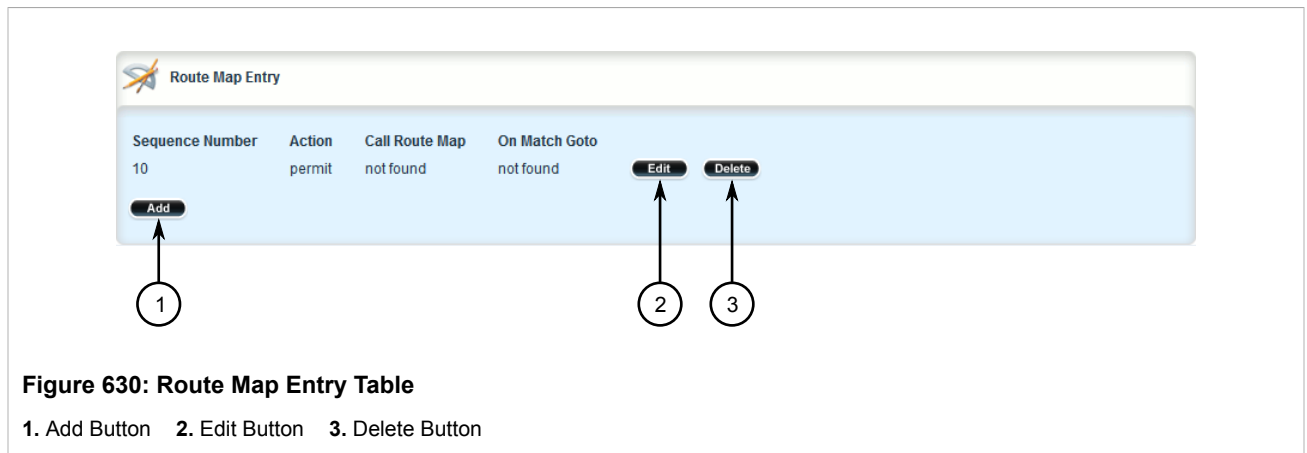 Route Map Entry
Sequence Number Action Call Route Map On Match Goto
10 permit not found not found Edit Delete
Add
1 2 3
Figure 630: Route Map Entry Table
1. Add Button 2. Edit Button 3. Delete Button